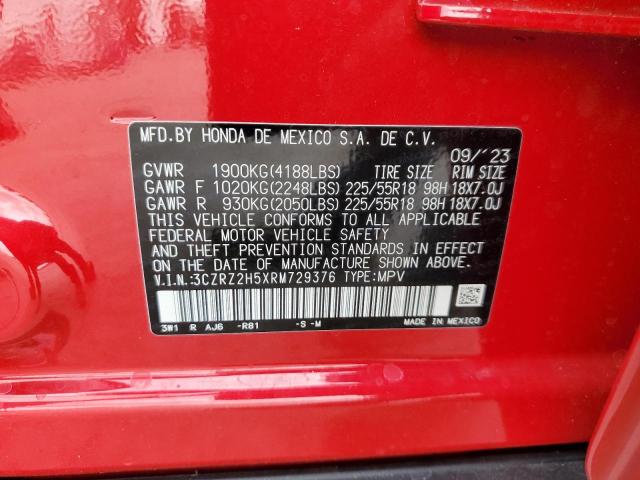 MFD.BY HONDA DE MEXICO S.A. DE C.V.
09/'23
GVWR 1900KG(4188LBS) TIRE SIZE RIM SIZE
GAWR F 1020KG(2248LBS) 225/55R18 98H 18X7.0J
GAWR R 930KG(2050LBS) 225/55R18 98H 18X7.0J
THIS VEHICLE CONFORMS TO ALL APPLICABLE
FEDERAL MOTOR VEHICLE SAFETY
AND THEFT PREVENTION STANDARDS IN EFFECT
ON THE DATE OF MANUFACTURE SHOWN ABOVE.
V.I.N.:3CZRZ2H5XRM729376 TYPE:MPV
3W1 R AJ6 -R81 -S -M
MADE IN MEXICO